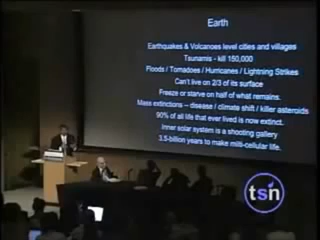 Earth
Earthquakes & Volcanoes level cities and villages
Tsunamis - kill 150,000
Floods / Tornadoes / Hurricanes / Lightning Strikes
Can't live on 2/3 of its surface
Freeze or starve on half of what remains.
Mass extinctions -- disease / climate shift / killer asteroids
90% of all life that ever lived is now extinct.
Inner solar system is a shooting gallery
3.5-billion years to make multi-cellular life.
tsn